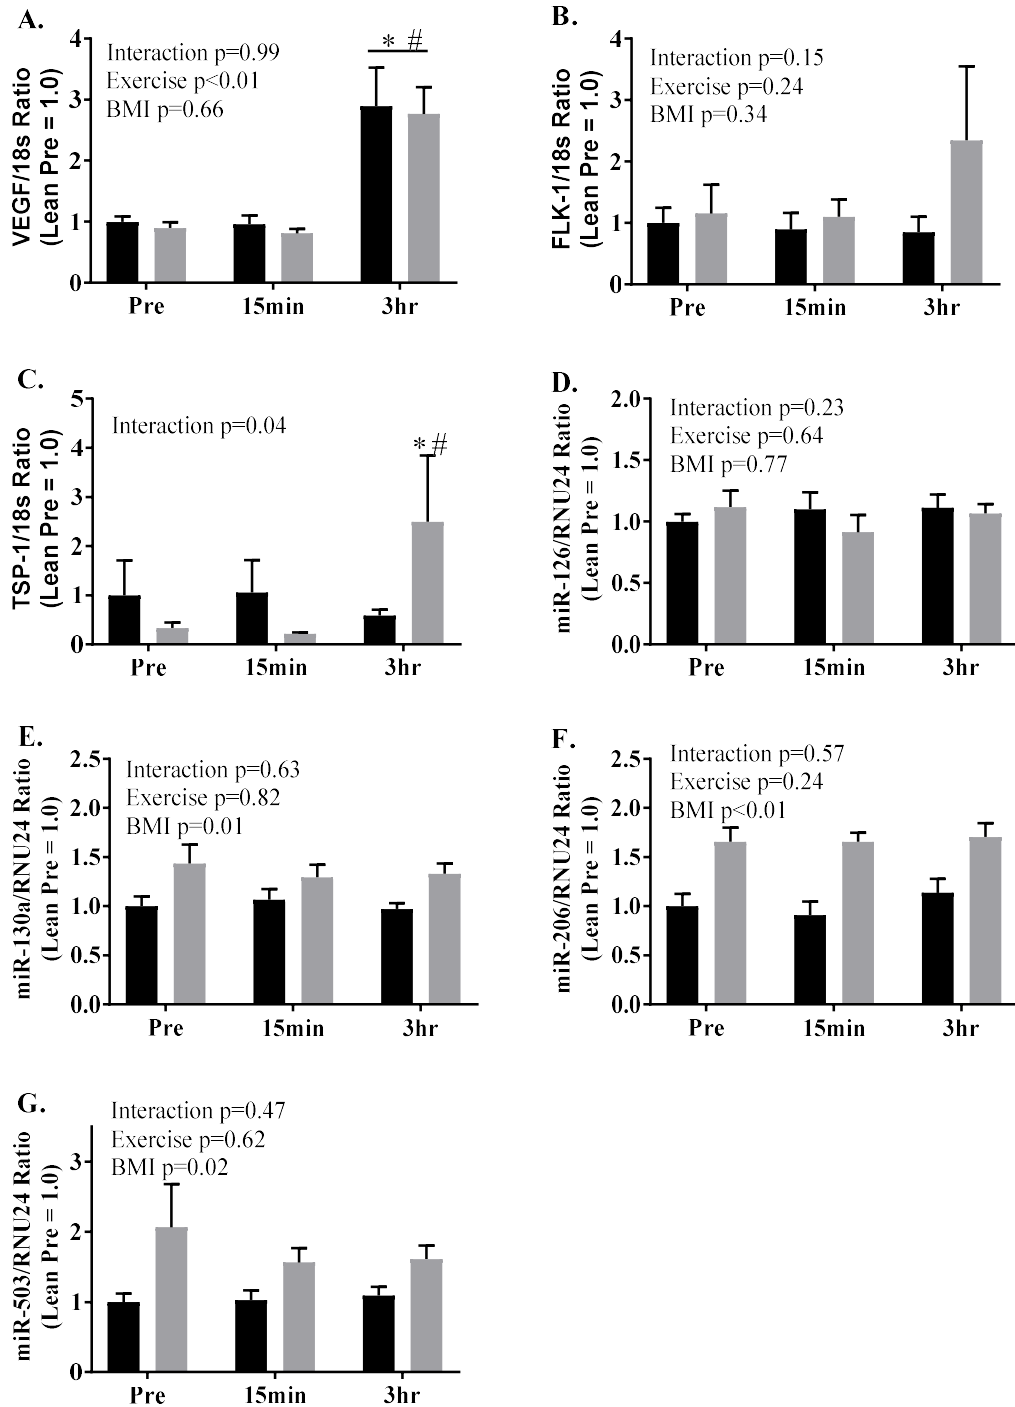 A.
VEGF/18s Ratio
(Lean Pre = 1.0)
4
3
2
1
0
Interaction p=0.99
Exercise p<0.01
BMI p=0.66
* #
Pre 15min 3hr
B.
FLK-1/18s Ratio
(Lean Pre = 1.0)
4
3
2
1
0
Interaction p=0.15
Exercise p=0.24
BMI p=0.34
Pre 15min 3hr
C.
TSP-1/18s Ratio
(Lean Pre = 1.0)
5
4
3
2
1
0
Interaction p=0.04
*#
Pre 15min 3hr
D.
miR-126/RNU24 Ratio
(Lean Pre = 1.0)
2.0
1.5
1.0
0.5
0.0
Interaction p=0.23
Exercise p=0.64
BMI p=0.77
Pre 15min 3hr
E.
miR-130a/RNU24 Ratio
(Lean Pre = 1.0)
2.5
2.0
1.5
1.0
0.5
0.0
Interaction p=0.63
Exercise p=0.82
BMI p=0.01
Pre 15min 3hr
F.
miR-206/RNU24 Ratio
(Lean Pre = 1.0)
2.5
2.0
1.5
1.0
0.5
0.0
Interaction p=0.57
Exercise p=0.24
BMI p<0.01
Pre 15min 3hr
G.
miR-503/RNU24 Ratio
(Lean Pre = 1.0)
3
2
1
0
Interaction p=0.47
Exercise p=0.62
BMI p=0.02
Pre 15min 3hr